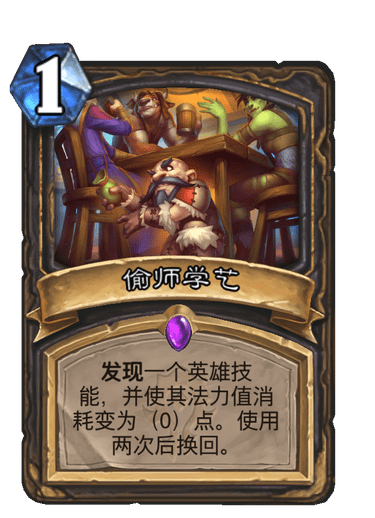 1
偷师学艺
发现一个英雄技
能，并使其法力值消
耗变为（0）点。使用
两次后换回。